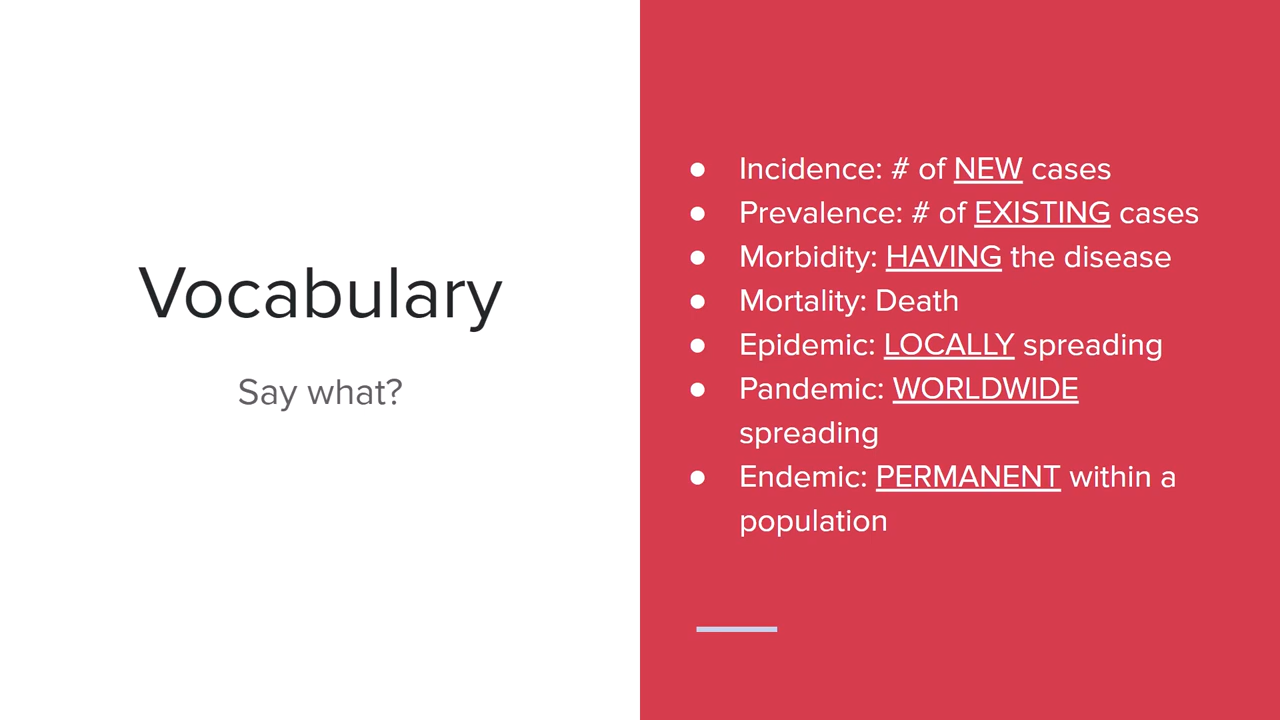 Vocabulary
Say what?
● Incidence: # of NEW cases
● Prevalence: # of EXISTING cases
● Morbidity: HAVING the disease
● Mortality: Death
● Epidemic: LOCALLY spreading
● Pandemic: WORLDWIDE
spreading
● Endemic: PERMANENT within a
population